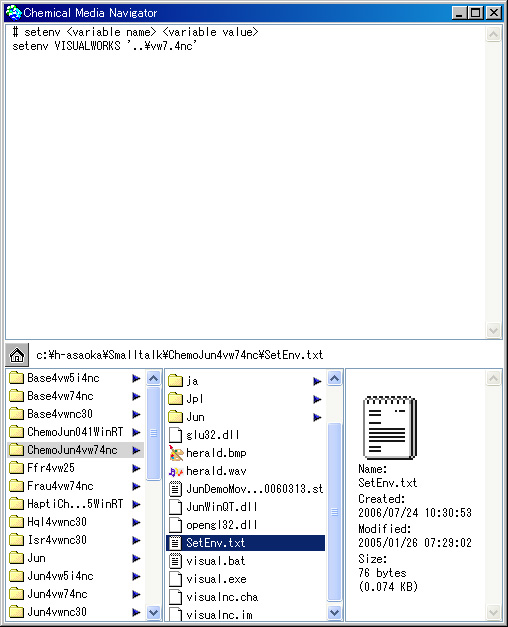 Chemical Media Navigator
# setenv <variable name> <variable value>
setenv VISUALWORKS '..¥vw7.4nc'
c:¥h-asaoka¥Smalltalk¥ChemoJun4vw74nc¥SetEnv.txt
Base4vw5i4nc
Base4vw74nc
Base4vwnc30
ChemoJun041WinRT
ChemoJun4vw74nc
Ffr4vw25
Frau4vw74nc
HaptiCh...5WinRT
Hql4vwnc30
Isr4vwnc30
Jun
Jun4vw5i4nc
Jun4vw74nc
Jun4vwnc30
ja
Jpl
Jun
glu32.dll
herald.bmp
herald.wav
JunDemoMov...0060313.st
JunWinQT.dll
opengl32.dll
SetEnv.txt
visual.bat
visual.exe
visualnc.cha
visualnc.im
Name:
SetEnv.txt
Created:
2006/07/24 10:30:53
Modified:
2005/01/26 07:29:02
Size:
76 bytes
(0.074 KB)